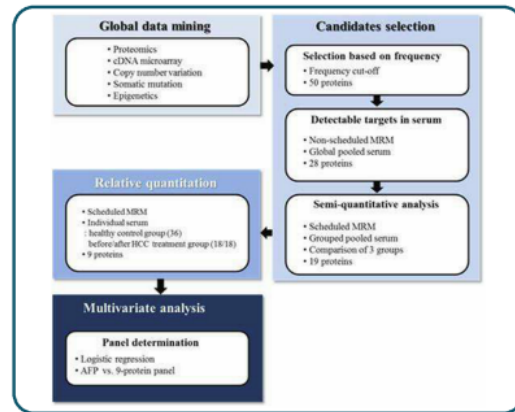 Global data mining
• Proteomics
• cDNA microarray
• Copy number variation
• Somatic mutation
• Epigenetics
Candidates selection
Selection based on frequency
• Frequency cut-off
• 50 proteins
Detectable targets in serum
• Non-scheduled MRM
• Global pooled serum
• 28 proteins
Semi-quantitative analysis
• Scheduled MRM
• Grouped pooled serum
• Comparison of 3 groups
• 19 proteins
Relative quantitation
• Scheduled MRM
• Individual serum
: healthy control group (36)
before/after HCC treatment group (18/18)
• 9 proteins
Multivariate analysis
Panel determination
• Logistic regression
• AFP vs. 9-protein panel